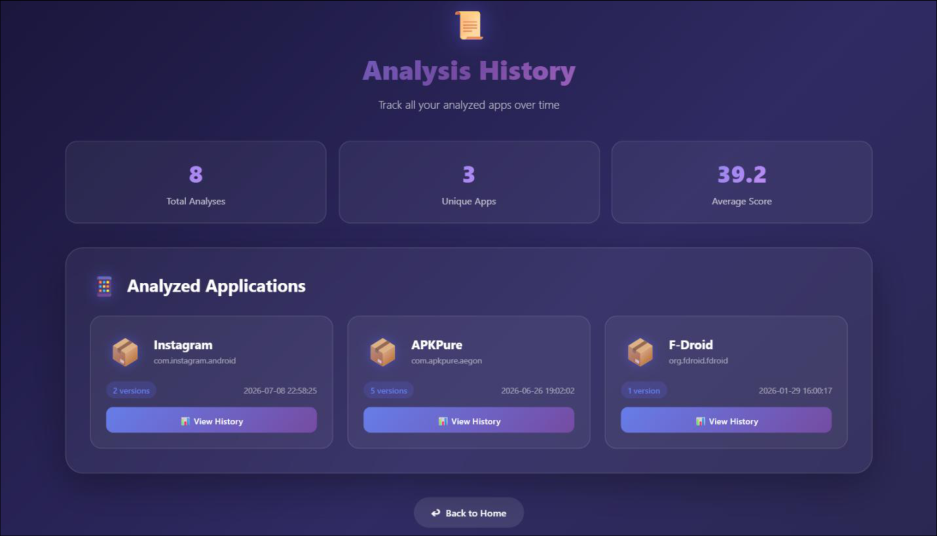 Analysis History
Track all your analyzed apps over time
8
Total Analyses
3
Unique Apps
39.2
Average Score
Analyzed Applications
Instagram
com.instagram.android
2 versions
2026-07-08 22:58:25
View History
APKPure
com.apkpure.aegon
5 versions
2026-06-26 19:02:02
View History
F-Droid
org.fdroid.fdroid
1 version
2026-01-29 16:00:17
View History
Back to Home